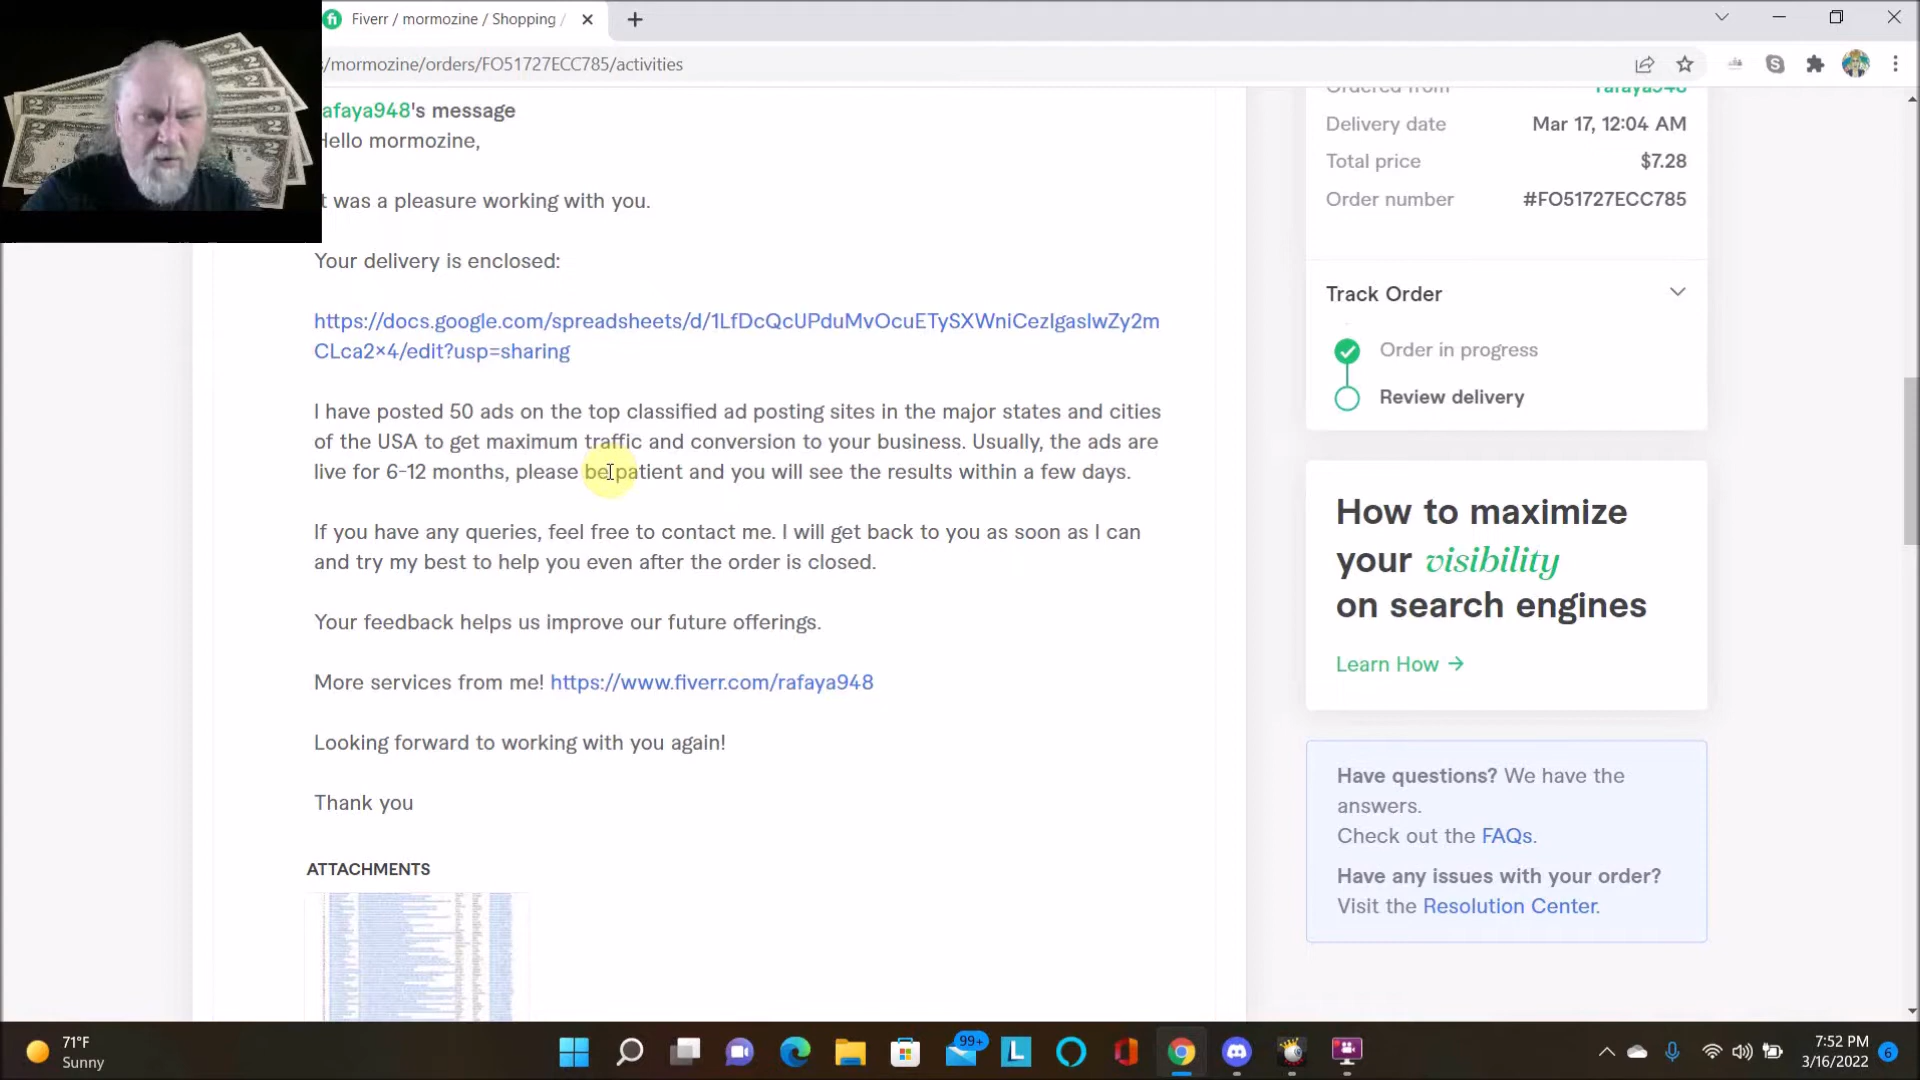 Fiverr / mormozine / Shopping /
/mormozine/orders/FO51727ECC785/activities
rafaya948's message
Hello mormozine,
It was a pleasure working with you.
Your delivery is enclosed:
https://docs.google.com/spreadsheets/d/1LfDcQcUPduMvOcuETySXWniCezIgaslwZy2m
CLca2×4/edit?usp=sharing
I have posted 50 ads on the top classified ad posting sites in the major states and cities
of the USA to get maximum traffic and conversion to your business. Usually, the ads are
live for 6-12 months, please be patient and you will see the results within a few days.
If you have any queries, feel free to contact me. I will get back to you as soon as I can
and try my best to help you even after the order is closed.
Your feedback helps us improve our future offerings.
More services from me! https://www.fiverr.com/rafaya948
Looking forward to working with you again!
Thank you
ATTACHMENTS
Ordered from rafaya948
Delivery date Mar 17, 12:04 AM
Total price $7.28
Order number #FO51727ECC785
Track Order
Order in progress
Review delivery
How to maximize
your visibility
on search engines
Learn How →
Have questions? We have the
answers.
Check out the FAQs.
Have any issues with your order?
Visit the Resolution Center.
71°F
Sunny
99+
7:52 PM
3/16/2022
6